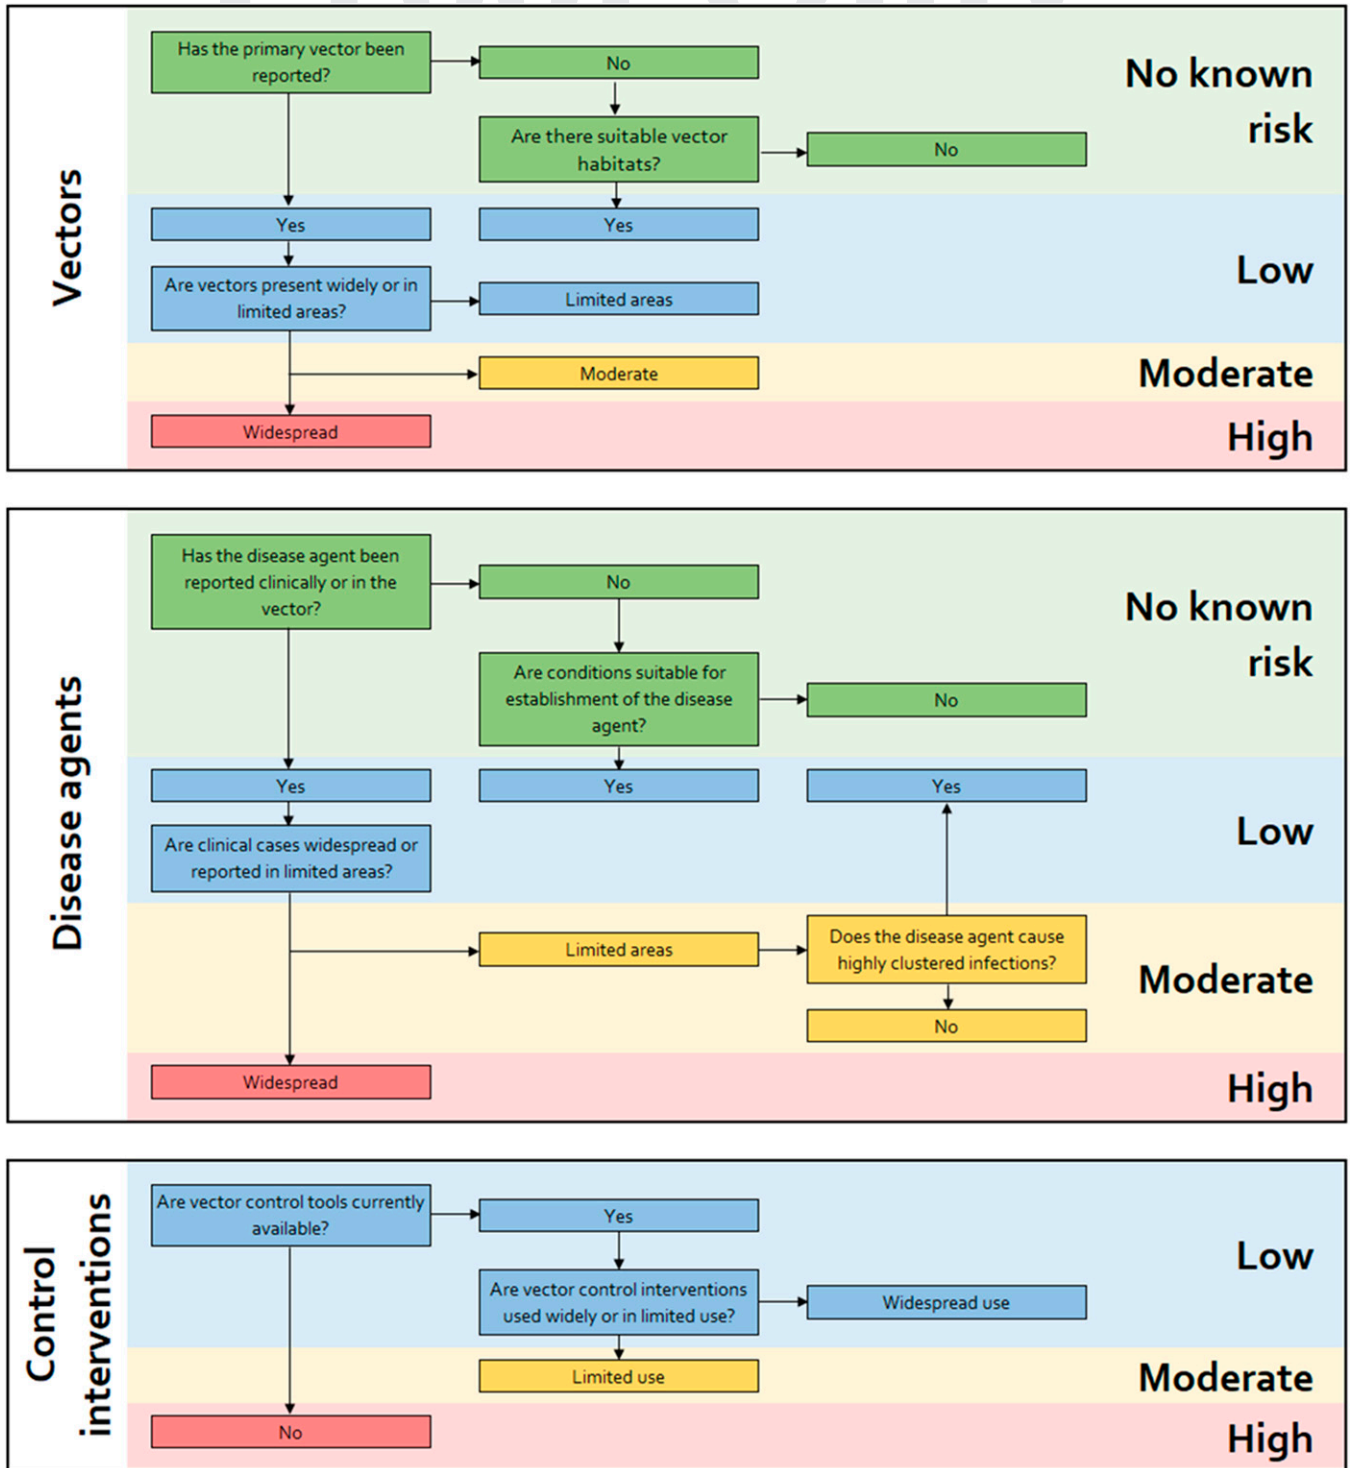 Vectors
Has the primary vector been
reported?
No
No known
risk
Are there suitable vector
habitats?
No
Yes
Yes
Low
Are vectors present widely or in
limited areas?
Limited areas
Moderate
Moderate
Widespread
High
Disease agents
Has the disease agent been
reported clinically or in the
vector?
No
No known
risk
Are conditions suitable for
establishment of the disease
agent?
No
Yes
Yes
Yes
Low
Are clinical cases widespread or
reported in limited areas?
Limited areas
Does the disease agent cause
highly clustered infections?
Moderate
No
Widespread
High
Control
interventions
Are vector control tools currently
available?
Yes
Low
Are vector control interventions
used widely or in limited use?
Widespread use
Limited use
Moderate
No
High